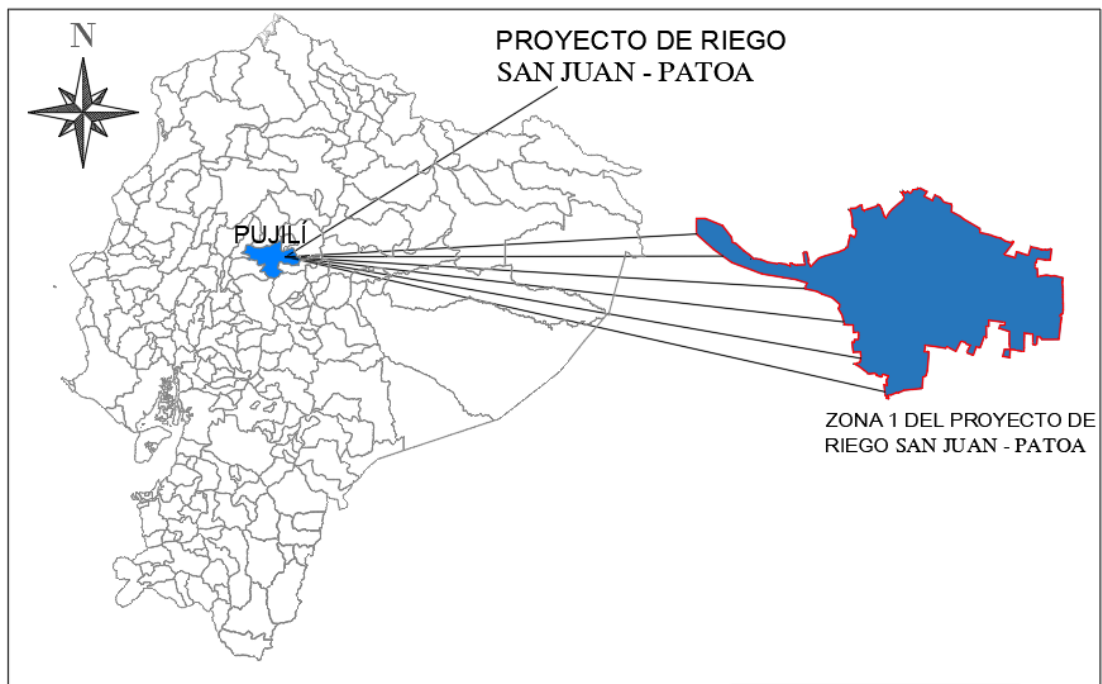 N
PROYECTO DE RIEGO
SAN JUAN - PATOA
PUJILÍ
ZONA 1 DEL PROYECTO DE
RIEGO SAN JUAN - PATOA